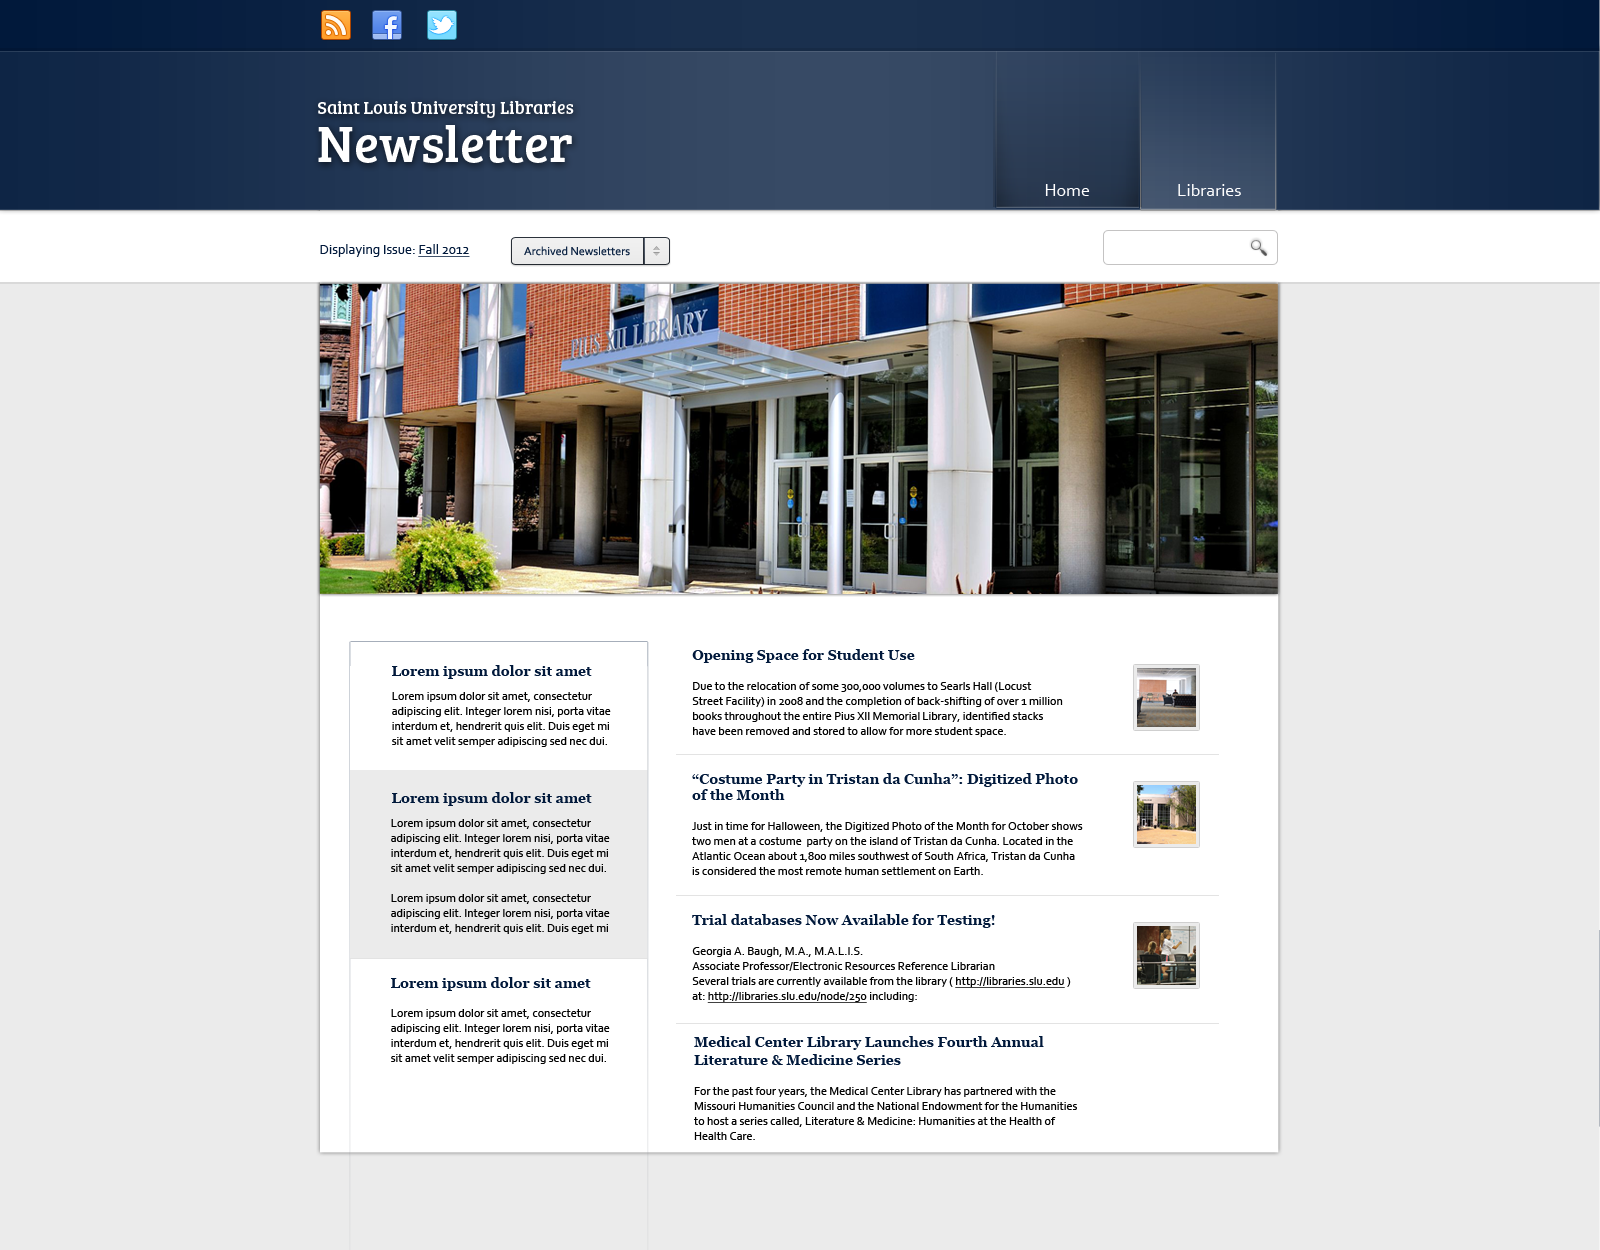 Saint Louis University Libraries
Newsletter
Home
Libraries
Displaying Issue: Fall 2012
Archived Newsletters
PIUS XII LIBRARY
Lorem ipsum dolor sit amet
Lorem ipsum dolor sit amet, consectetur
adipiscing elit. Integer lorem nisi, porta vitae
interdum et, hendrerit quis elit. Duis eget mi
sit amet velit semper adipiscing sed nec dui.
Lorem ipsum dolor sit amet
Lorem ipsum dolor sit amet, consectetur
adipiscing elit. Integer lorem nisi, porta vitae
interdum et, hendrerit quis elit. Duis eget mi
sit amet velit semper adipiscing sed nec dui.
Lorem ipsum dolor sit amet, consectetur
adipiscing elit. Integer lorem nisi, porta vitae
interdum et, hendrerit quis elit. Duis eget mi
Lorem ipsum dolor sit amet
Lorem ipsum dolor sit amet, consectetur
adipiscing elit. Integer lorem nisi, porta vitae
interdum et, hendrerit quis elit. Duis eget mi
sit amet velit semper adipiscing sed nec dui.
Opening Space for Student Use
Due to the relocation of some 300,000 volumes to Searls Hall (Locust
Street Facility) in 2008 and the completion of back-shifting of over 1 million
books throughout the entire Pius XII Memorial Library, identified stacks
have been removed and stored to allow for more student space.
“Costume Party in Tristan da Cunha”: Digitized Photo
of the Month
Just in time for Halloween, the Digitized Photo of the Month for October shows
two men at a costume  party on the island of Tristan da Cunha. Located in the
Atlantic Ocean about 1,800 miles southwest of South Africa, Tristan da Cunha
is considered the most remote human settlement on Earth.
Trial databases Now Available for Testing!
Georgia A. Baugh, M.A., M.A.L.I.S.
Associate Professor/Electronic Resources Reference Librarian
Several trials are currently available from the library ( http://libraries.slu.edu )
at: http://libraries.slu.edu/node/250 including:
Medical Center Library Launches Fourth Annual
Literature & Medicine Series
For the past four years, the Medical Center Library has partnered with the
Missouri Humanities Council and the National Endowment for the Humanities
to host a series called, Literature & Medicine: Humanities at the Health of
Health Care.